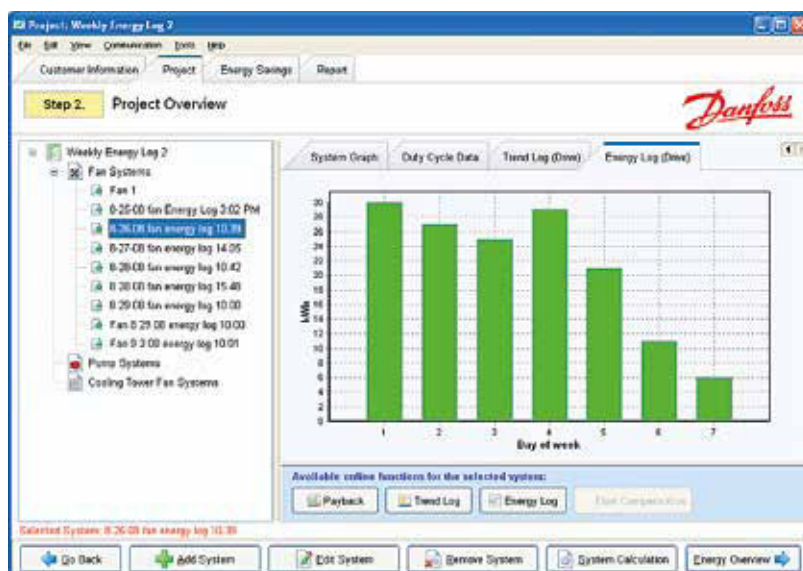 Project: Weekly Energy Log 2
File Edit View Communication Tools Help
Customer Information Project Energy Savings Report
Step 2. Project Overview
Danfoss
Weekly Energy Log 2
Fan Systems
Fan 1
8-25-08 fan Energy Log 3:02 PM
8-26-08 fan energy log 10.39
8-27-08 fan energy log 14.05
8-28-08 fan energy log 10.42
8 28 08 fan energy log 15.48
8 29 08 fan energy log 10:00
Fan 8 29 08 energy log 10:00
Fan 9 3 08 energy log 10:01
Pump Systems
Cooling Tower Fan Systems
System Graph Duty Cycle Data Trend Log (Drive) Energy Log (Drive)
30
28
26
24
22
20
18
16
14
12
10
8
6
4
2
0
kWh
1 2 3 4 5 6 7
Day of week
Available online functions for the selected system:
Payback Trend Log Energy Log Flow Compensation
Selected System: 8-26-08 fan energy log 10.39
Go Back Add System Edit System Remove System System Calculation Energy Overview